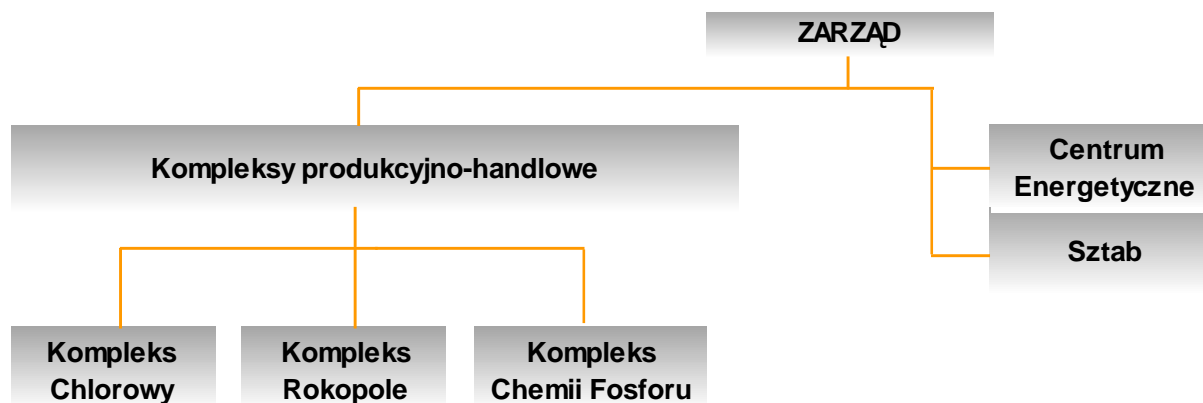 ZARZĄD
Kompleksy produkcyjno-handlowe
Centrum
Energetyczne
Sztab
Kompleks
Chlorowy
Kompleks
Rokopole
Kompleks
Chemii Fosforu